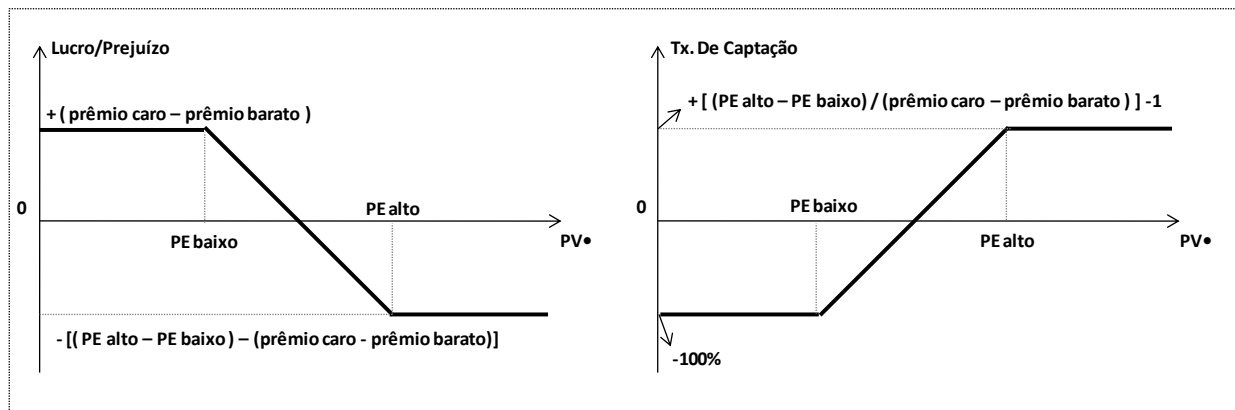 Lucro/Prejuízo
+ ( prêmio caro – prêmio barato )
0
PE alto
PE baixo
PV•
- [( PE alto – PE baixo ) – (prêmio caro - prêmio barato)]
Tx. De Captação
+ [ (PE alto – PE baixo) / (prêmio caro – prêmio barato ) ] -1
0
PE baixo
PE alto
PV•
-100%